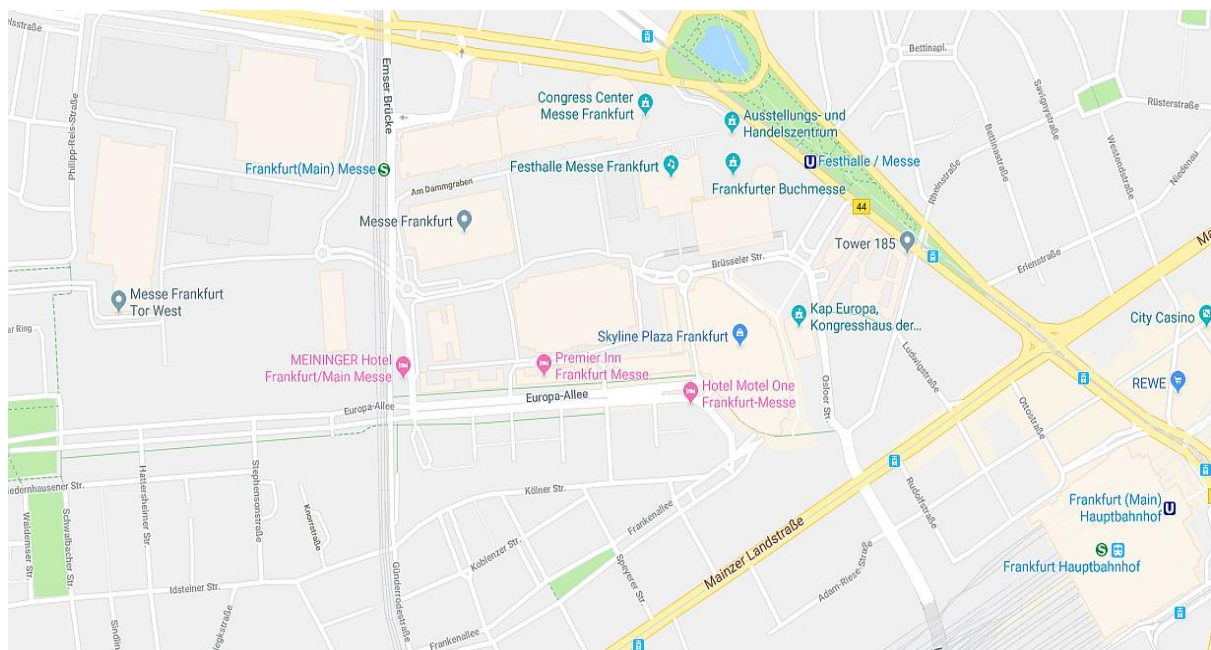 Bettinapl.
Emser Brücke
Savignystraße
Rüsterstraße
Congress Center
Messe Frankfurt
Ausstellungs- und
Handelszentrum
Philipp-Reis-Straße
Bettinastraße
Westendstraße
Niedenau
Frankfurt(Main) Messe
S
Festhalle Messe Frankfurt
U
Festhalle / Messe
Rheinstraße
Am Dammgraben
Frankfurter Buchmesse
44
Messe Frankfurt
Tower 185
Brüsseler Str.
Erlenstraße
Messe Frankfurt
Tor West
Kap Europa,
Kongresshaus der...
City Casino
Skyline Plaza Frankfurt
MEININGER Hotel
Frankfurt/Main Messe
Premier Inn
Frankfurt Messe
Ludwigstraße
Hotel Motel One
Frankfurt-Messe
Osloer Str.
REWE
Europa-Allee
Europa-Allee
Ottostraße
Kölner Str.
Waldemser Str.
Schwalbacher Str.
Hattersheimer Str.
Stephensonstraße
Knorrstraße
Frankenallee
Rudolfstraße
Frankfurt (Main)
Hauptbahnhof
U
Mainzer Landstraße
Koblenzer Str.
S
Frankfurt Hauptbahnhof
Idsteiner Str.
Günderrodestraße
Speyerer Str.
Adam-Riese-Straße
Frankenallee